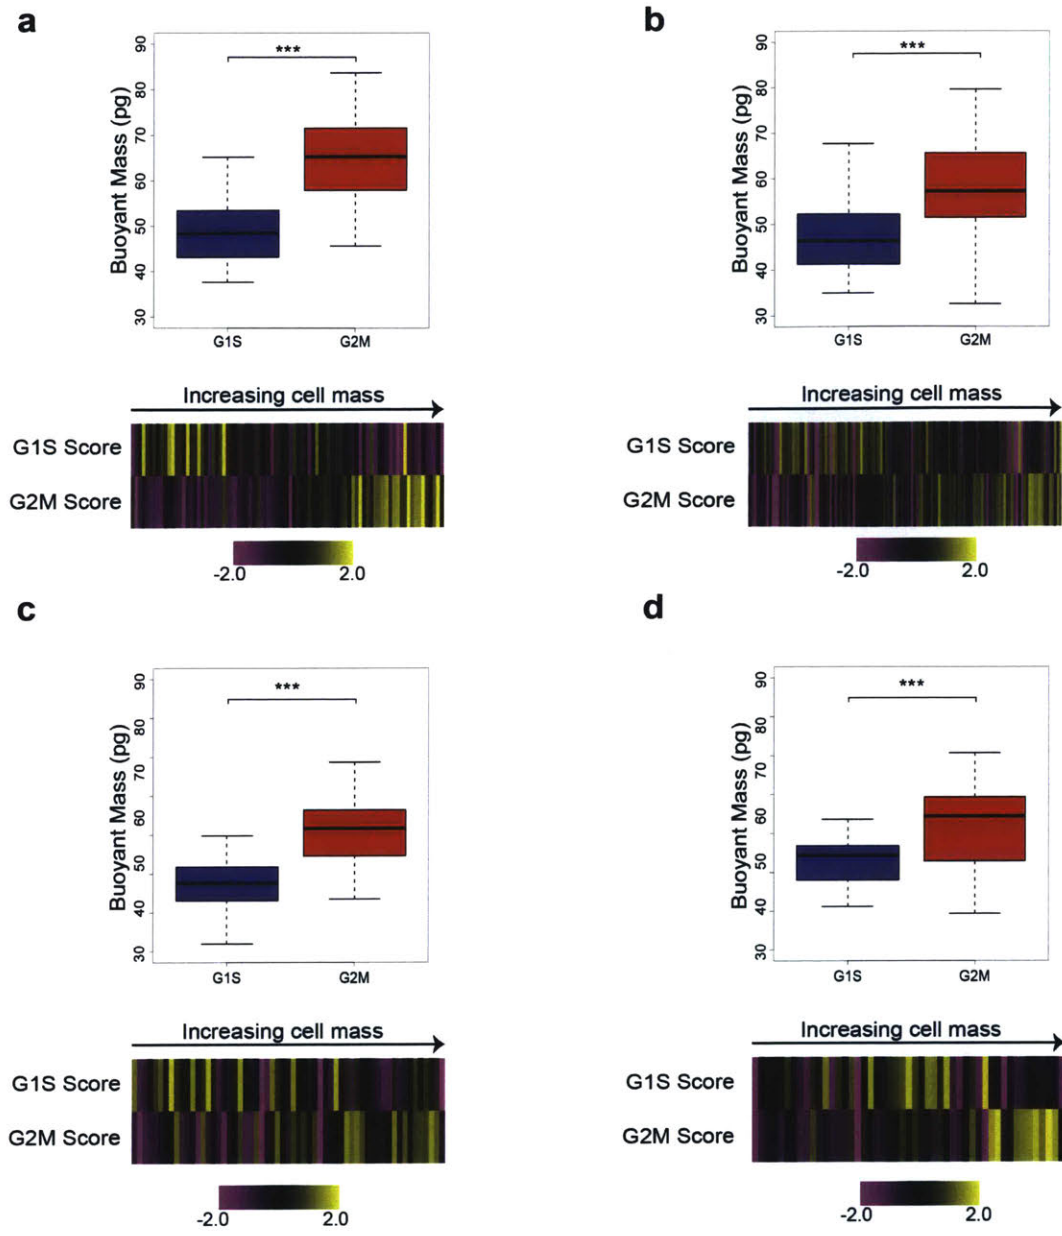 a
***
Buoyant Mass (pg)
90
80
70
60
50
40
30
G1S
G2M
Increasing cell mass
G1S Score
G2M Score
-2.0
2.0
b
***
Buoyant Mass (pg)
90
80
70
60
50
40
30
G1S
G2M
Increasing cell mass
G1S Score
G2M Score
-2.0
2.0
c
***
Buoyant Mass (pg)
90
80
70
60
50
40
30
G1S
G2M
Increasing cell mass
G1S Score
G2M Score
-2.0
2.0
d
***
Buoyant Mass (pg)
90
80
70
60
50
40
30
G1S
G2M
Increasing cell mass
G1S Score
G2M Score
-2.0
2.0